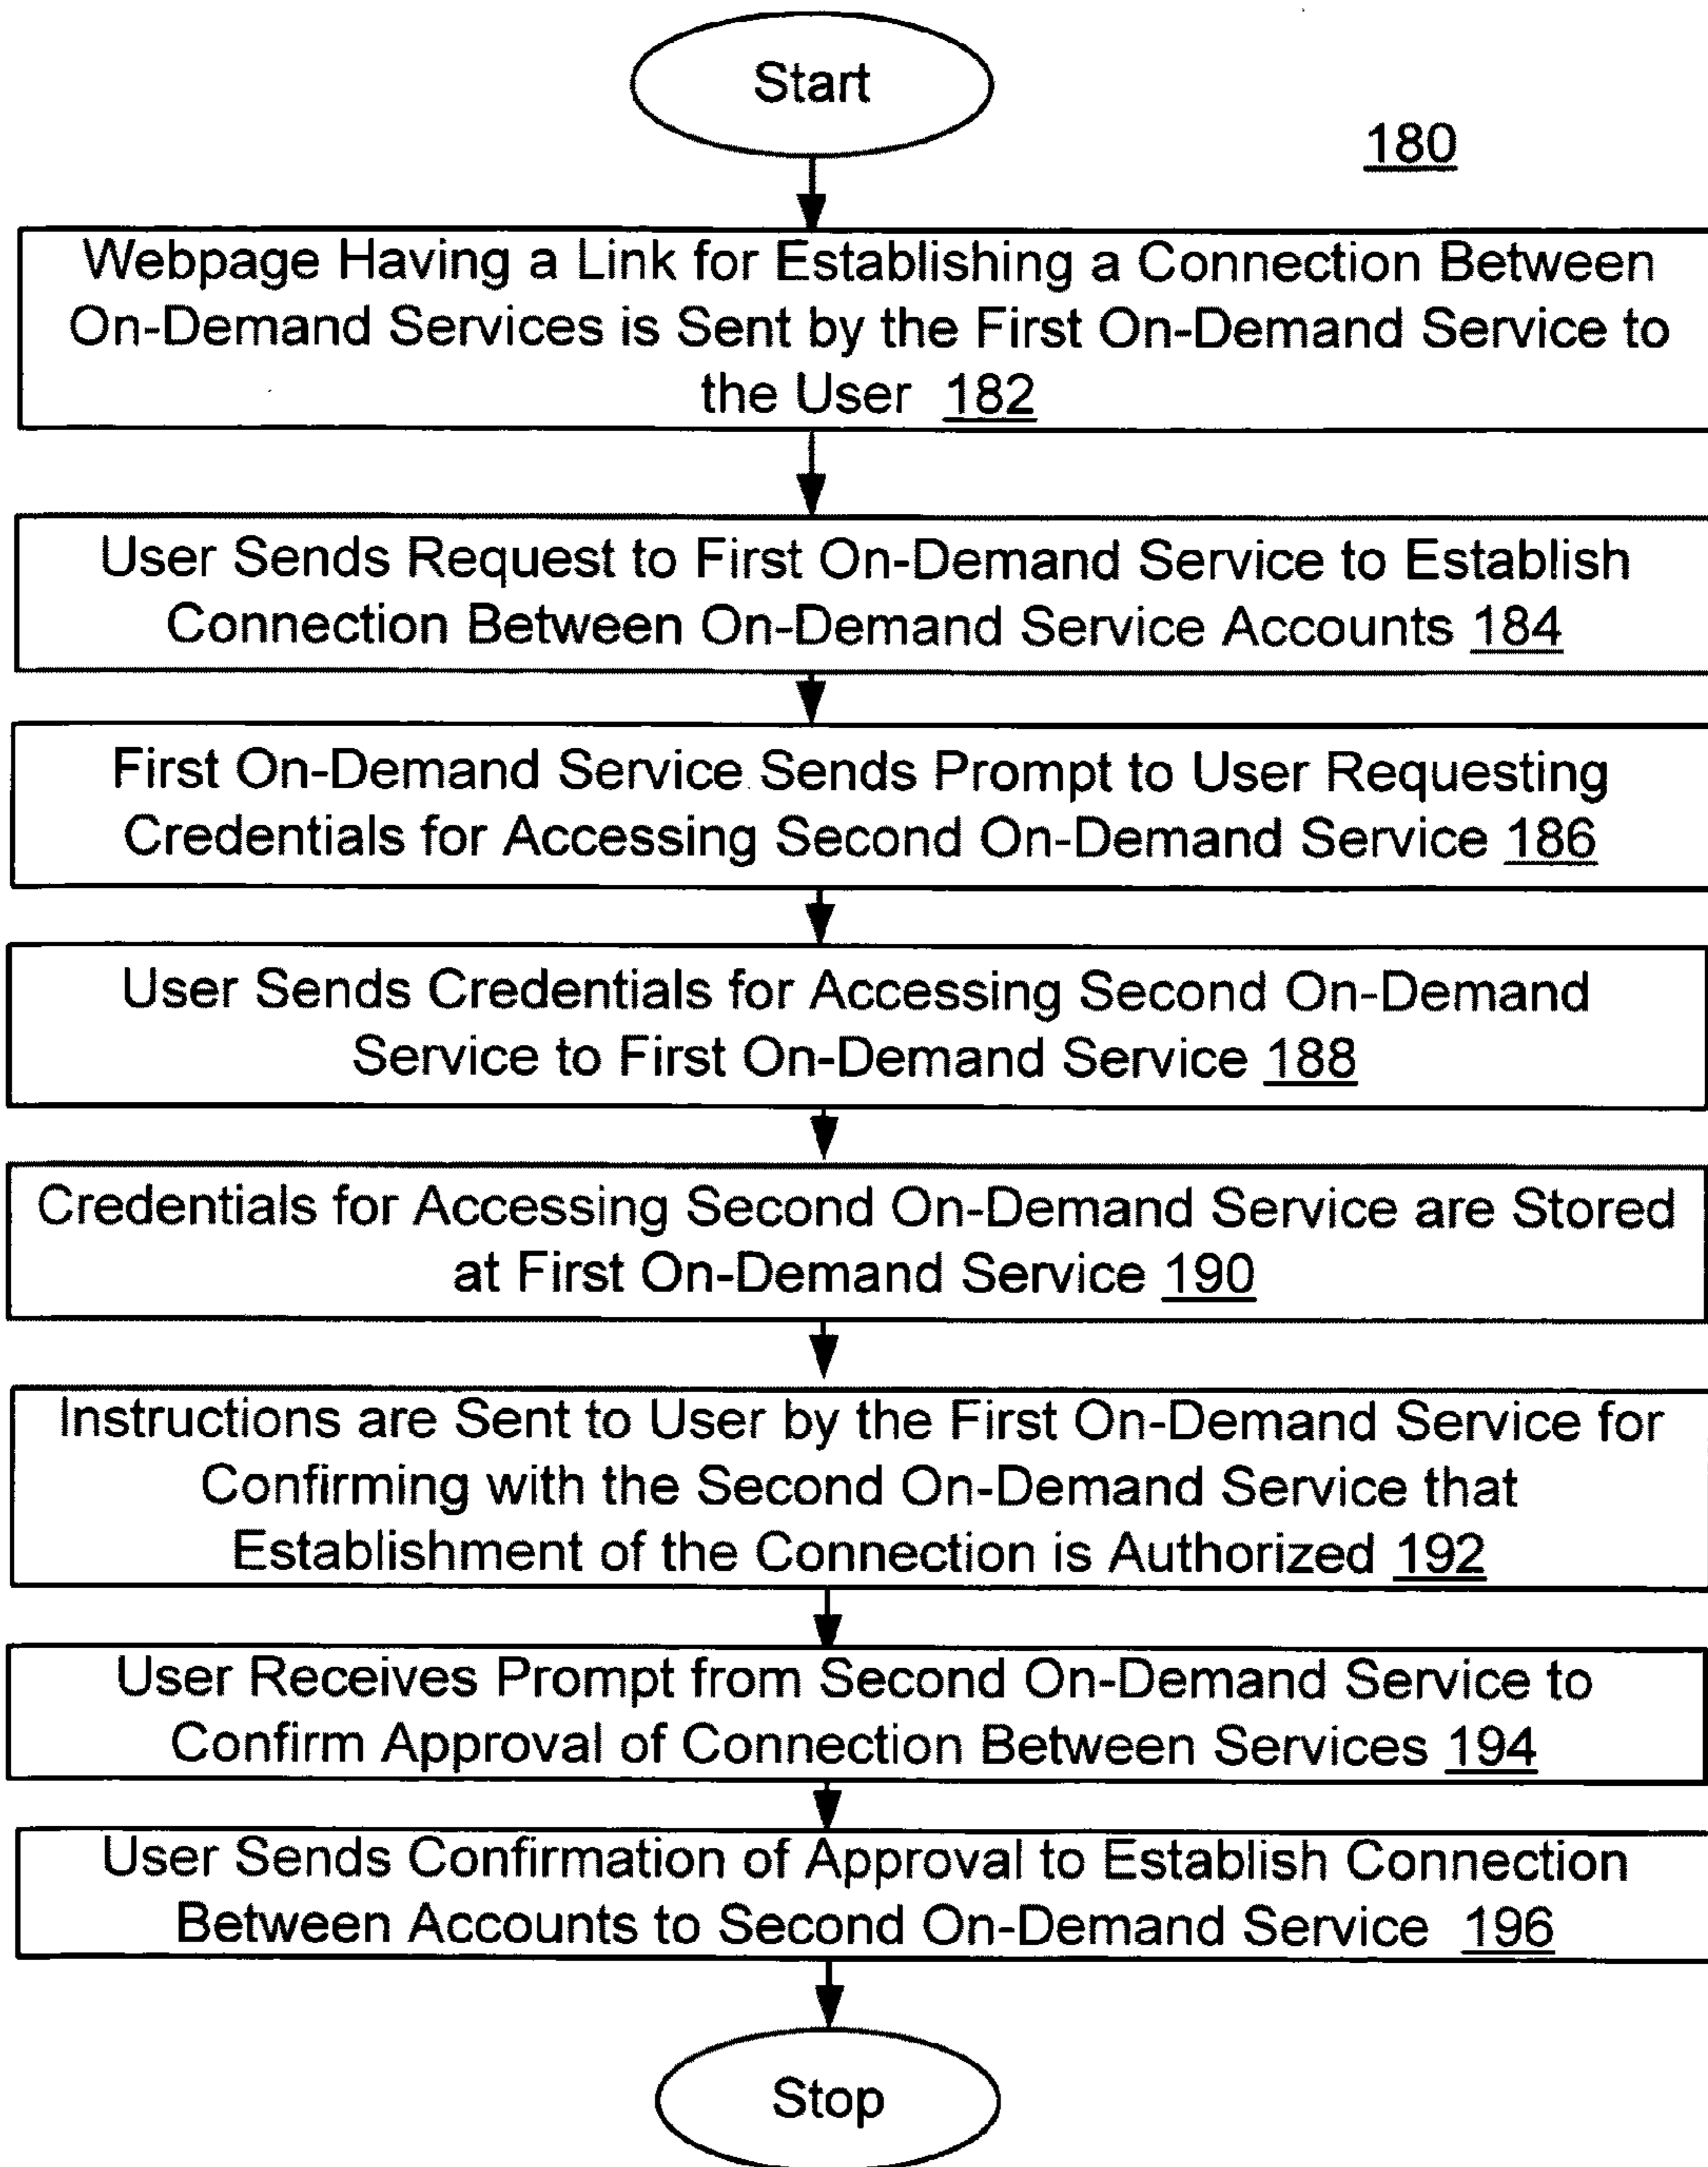 Start
180
Webpage Having a Link for Establishing a Connection Between
On-Demand Services is Sent by the First On-Demand Service to
the User 182
User Sends Request to First On-Demand Service to Establish
Connection Between On-Demand Service Accounts 184
First On-Demand Service Sends Prompt to User Requesting
Credentials for Accessing Second On-Demand Service 186
User Sends Credentials for Accessing Second On-Demand
Service to First On-Demand Service 188
Credentials for Accessing Second On-Demand Service are Stored
at First On-Demand Service 190
Instructions are Sent to User by the First On-Demand Service for
Confirming with the Second On-Demand Service that
Establishment of the Connection is Authorized 192
User Receives Prompt from Second On-Demand Service to
Confirm Approval of Connection Between Services 194
User Sends Confirmation of Approval to Establish Connection
Between Accounts to Second On-Demand Service 196
Stop